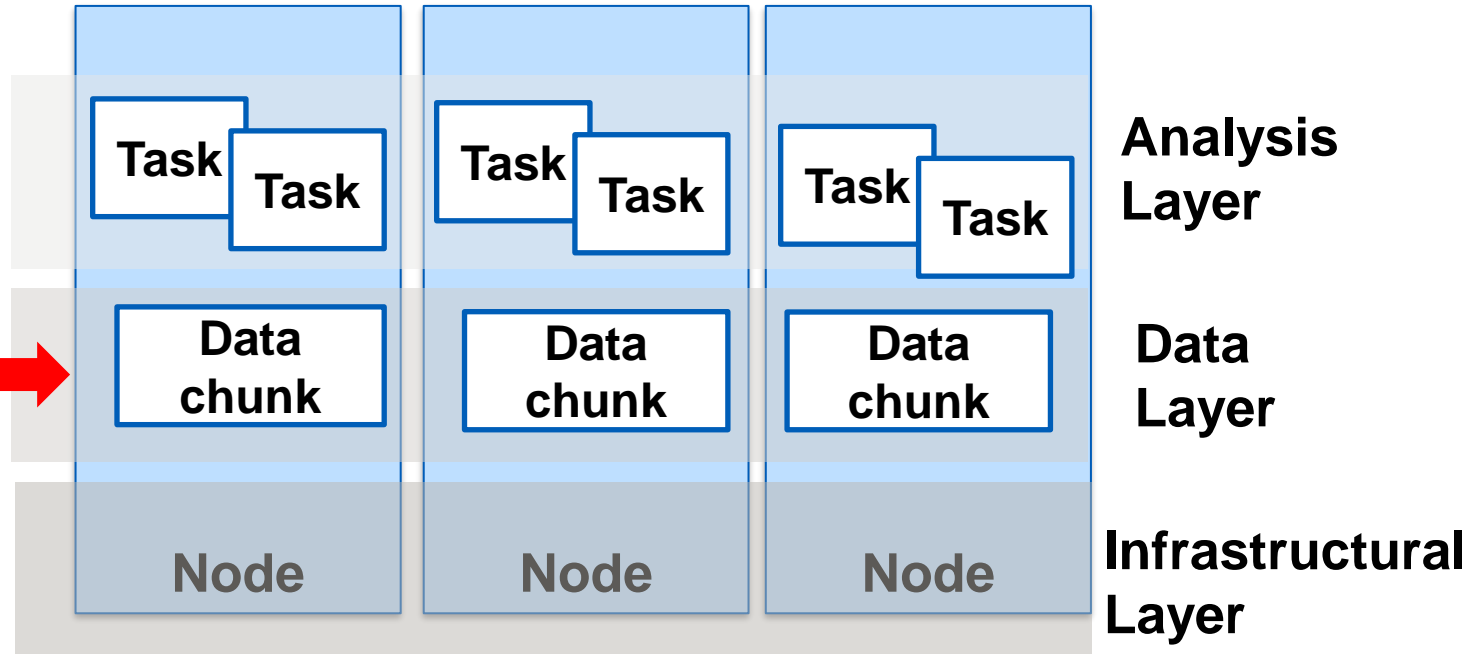 Task
Task
Task
Task
Task
Task
Analysis
Layer
Data
chunk
Data
chunk
Data
chunk
Data
Layer
Node
Node
Node
Infrastructural
Layer